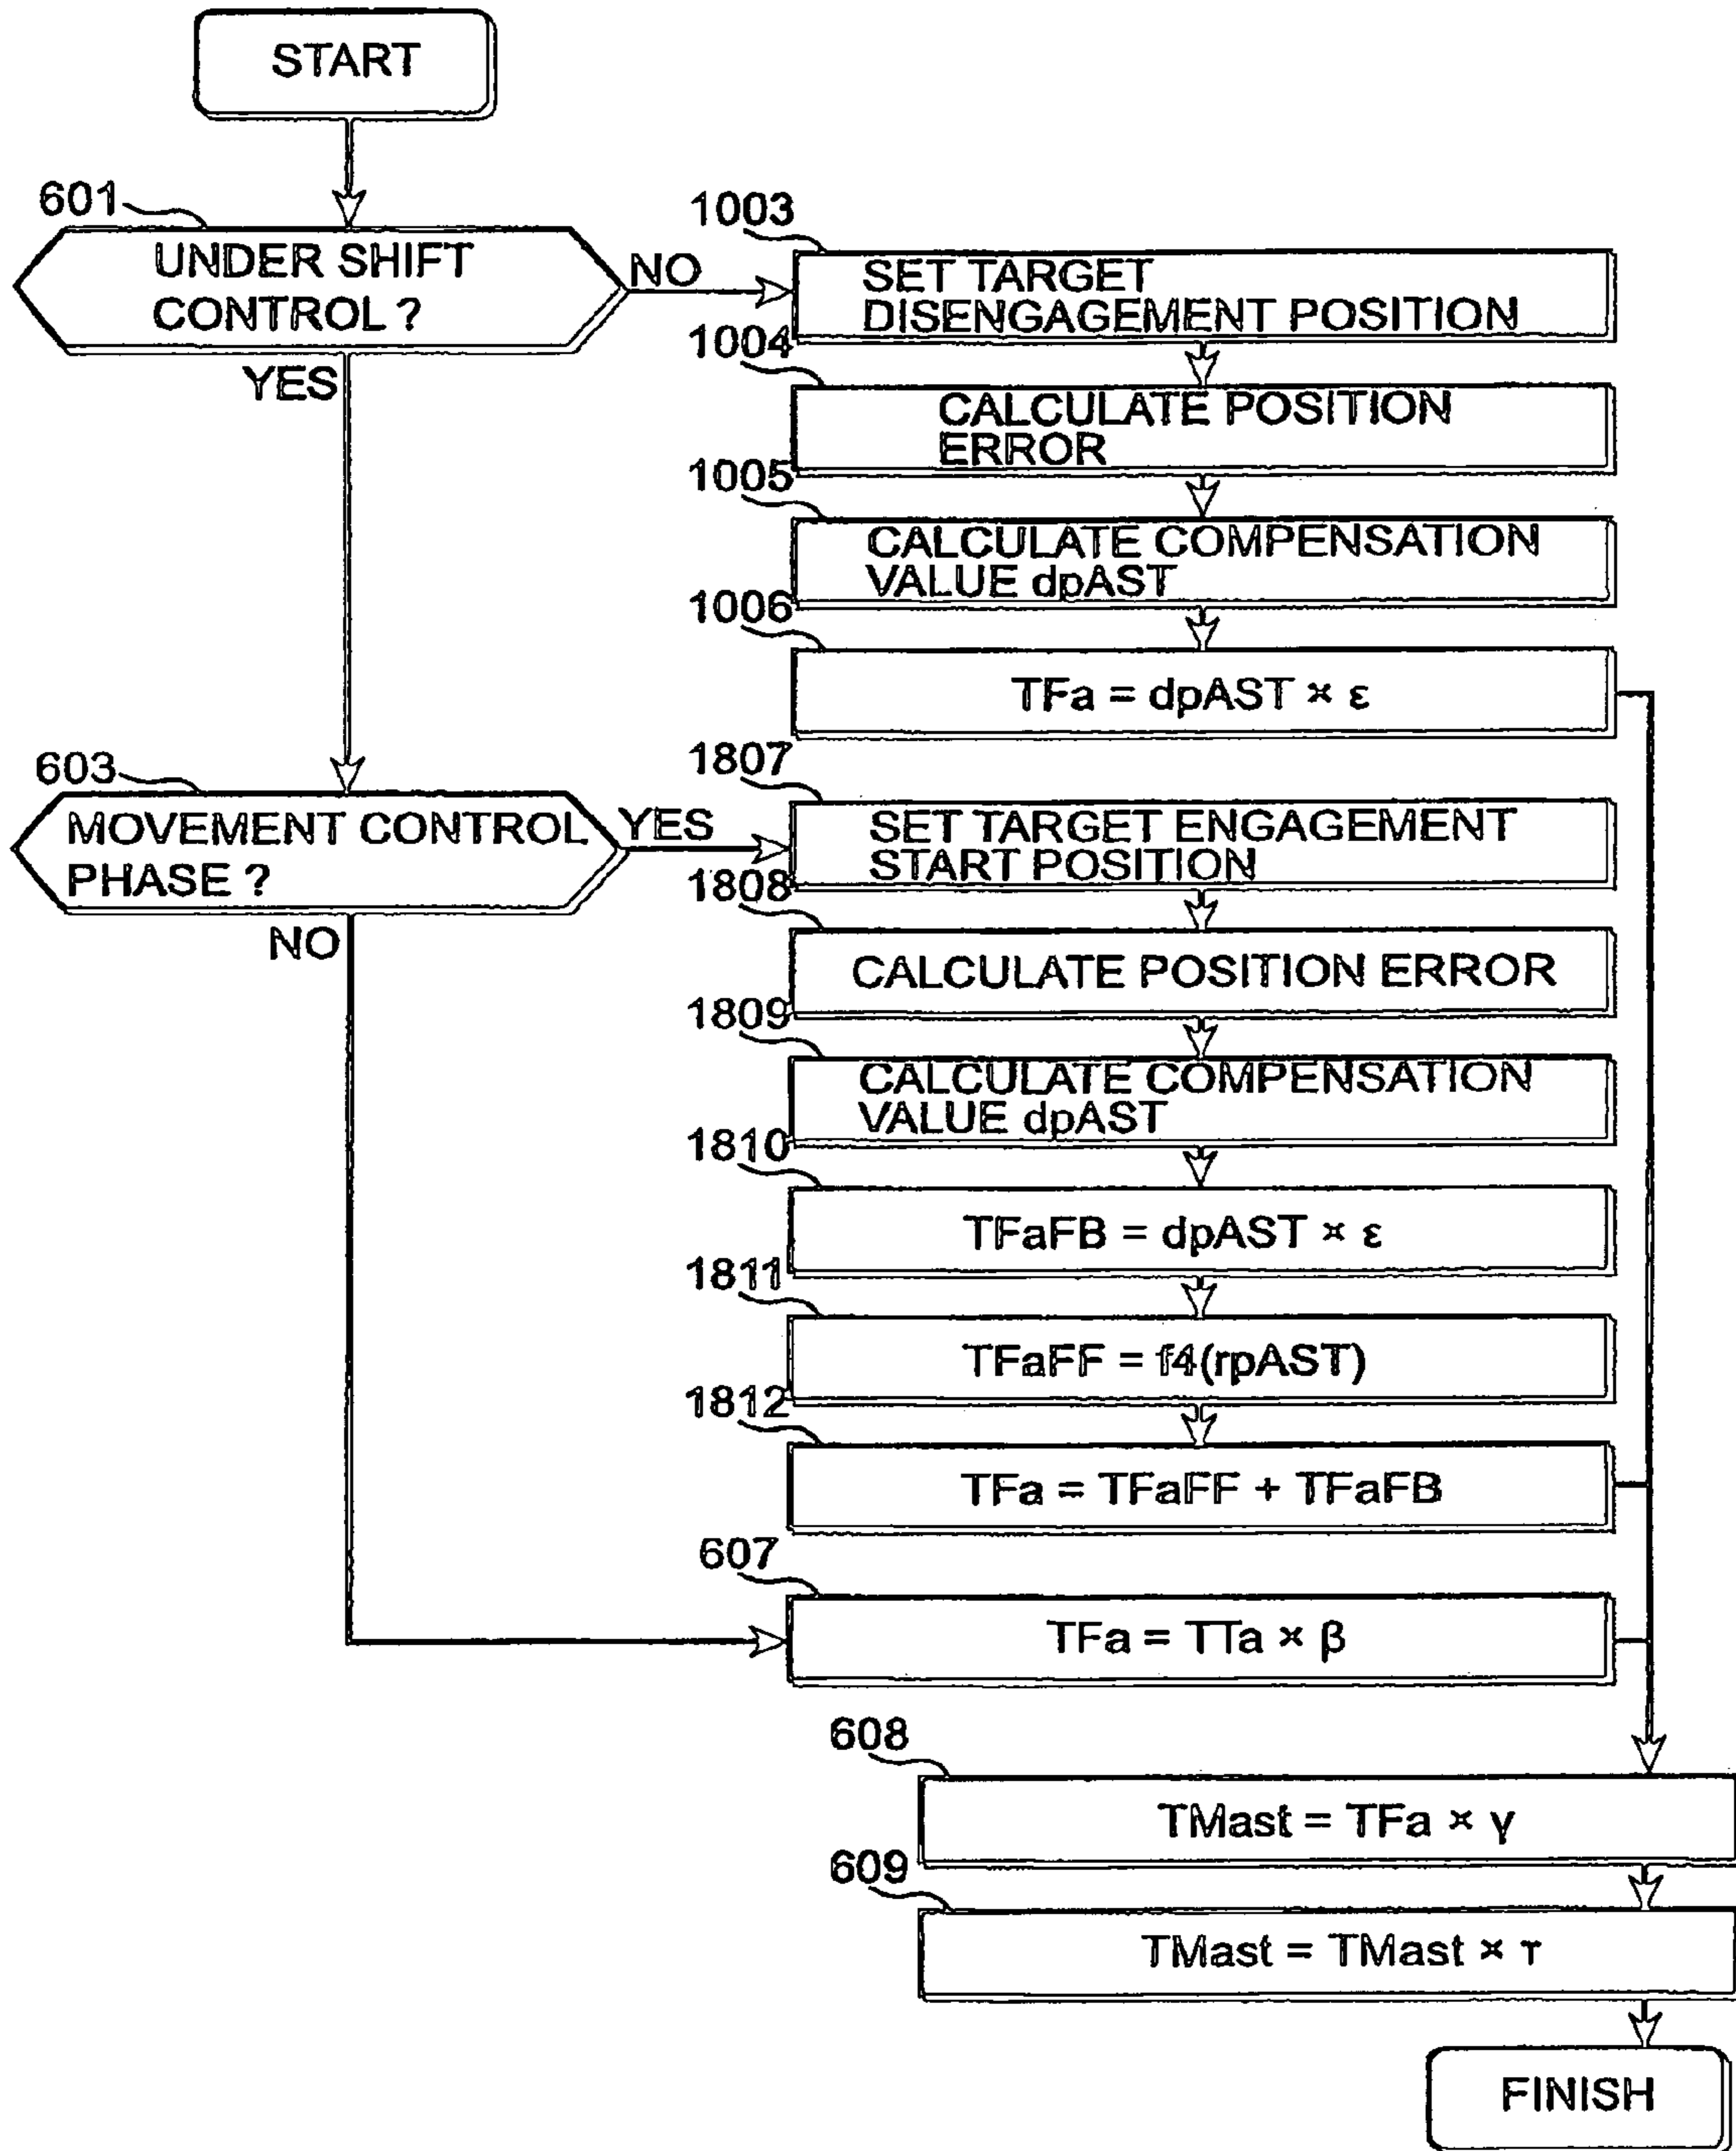 START
601
UNDER SHIFT
CONTROL ?
NO
YES
1003
SET TARGET
DISENGAGEMENT POSITION
1004
CALCULATE POSITION
ERROR
1005
CALCULATE COMPENSATION
VALUE dpAST
1006
TFa = dpAST × ε
603
MOVEMENT CONTROL
PHASE ?
YES
NO
1807
SET TARGET ENGAGEMENT
START POSITION
1808
CALCULATE POSITION ERROR
1809
CALCULATE COMPENSATION
VALUE dpAST
1810
TFaFB = dpAST × ε
1811
TFaFF = f4(rpAST)
1812
TFa = TFaFF + TFaFB
607
TFa = TTa × β
608
TMast = TFa × γ
609
TMast = TMast × τ
FINISH